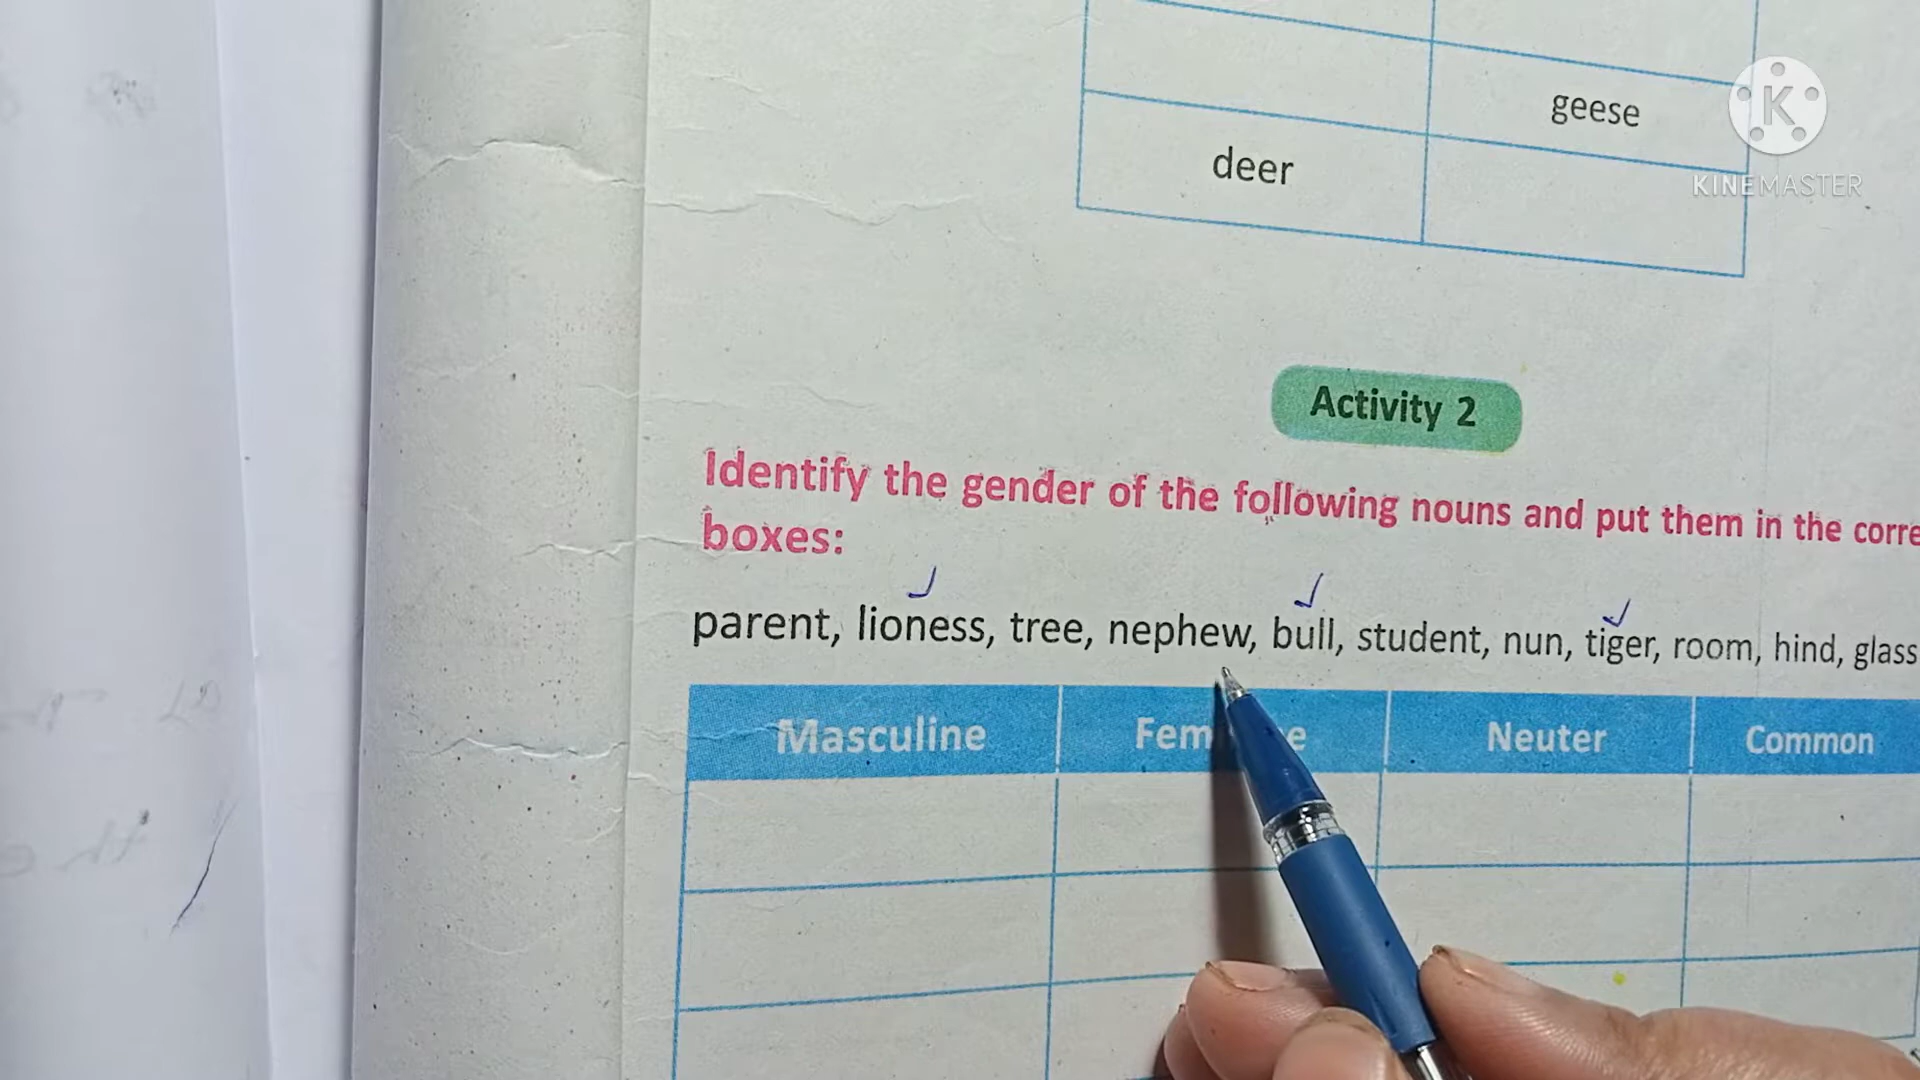 geese
K
KINEMASTER
deer
Activity 2
Identify the gender of the following nouns and put them in the
boxes:
parent, lioness, tree, nephew, bull, student, nun, tiger, room, hind, glass
Masculine Neuter Common